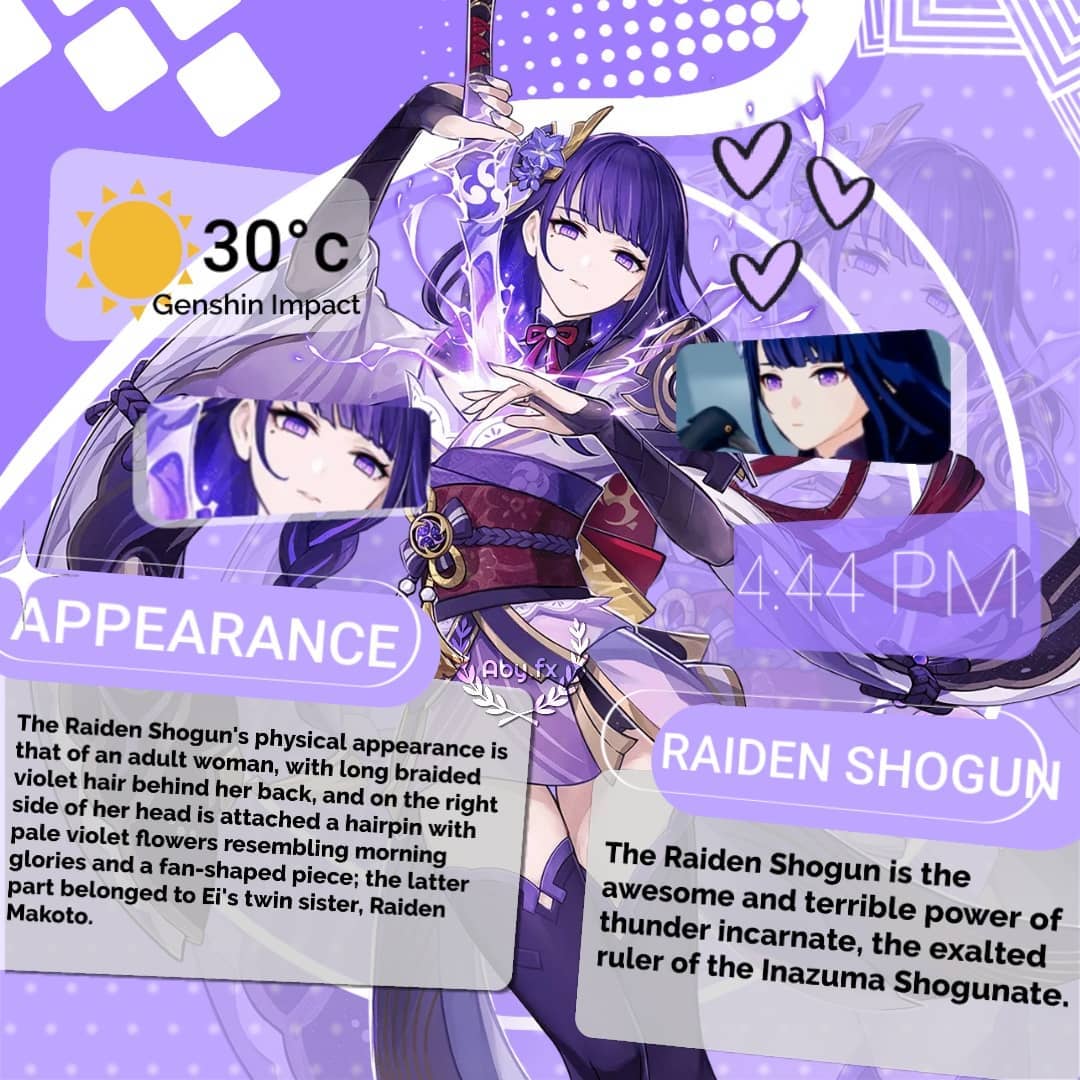 30°c
Genshin Impact
4:44 PM
APPEARANCE
Aby.fx
The Raiden Shogun's physical appearance is
that of an adult woman, with long braided
violet hair behind her back, and on the right
side of her head is attached a hairpin with
pale violet flowers resembling morning
glories and a fan-shaped piece; the latter
part belonged to Ei's twin sister, Raiden
Makoto.
RAIDEN SHOGUN
The Raiden Shogun is the
awesome and terrible power of
thunder incarnate, the exalted
ruler of the Inazuma Shogunate.